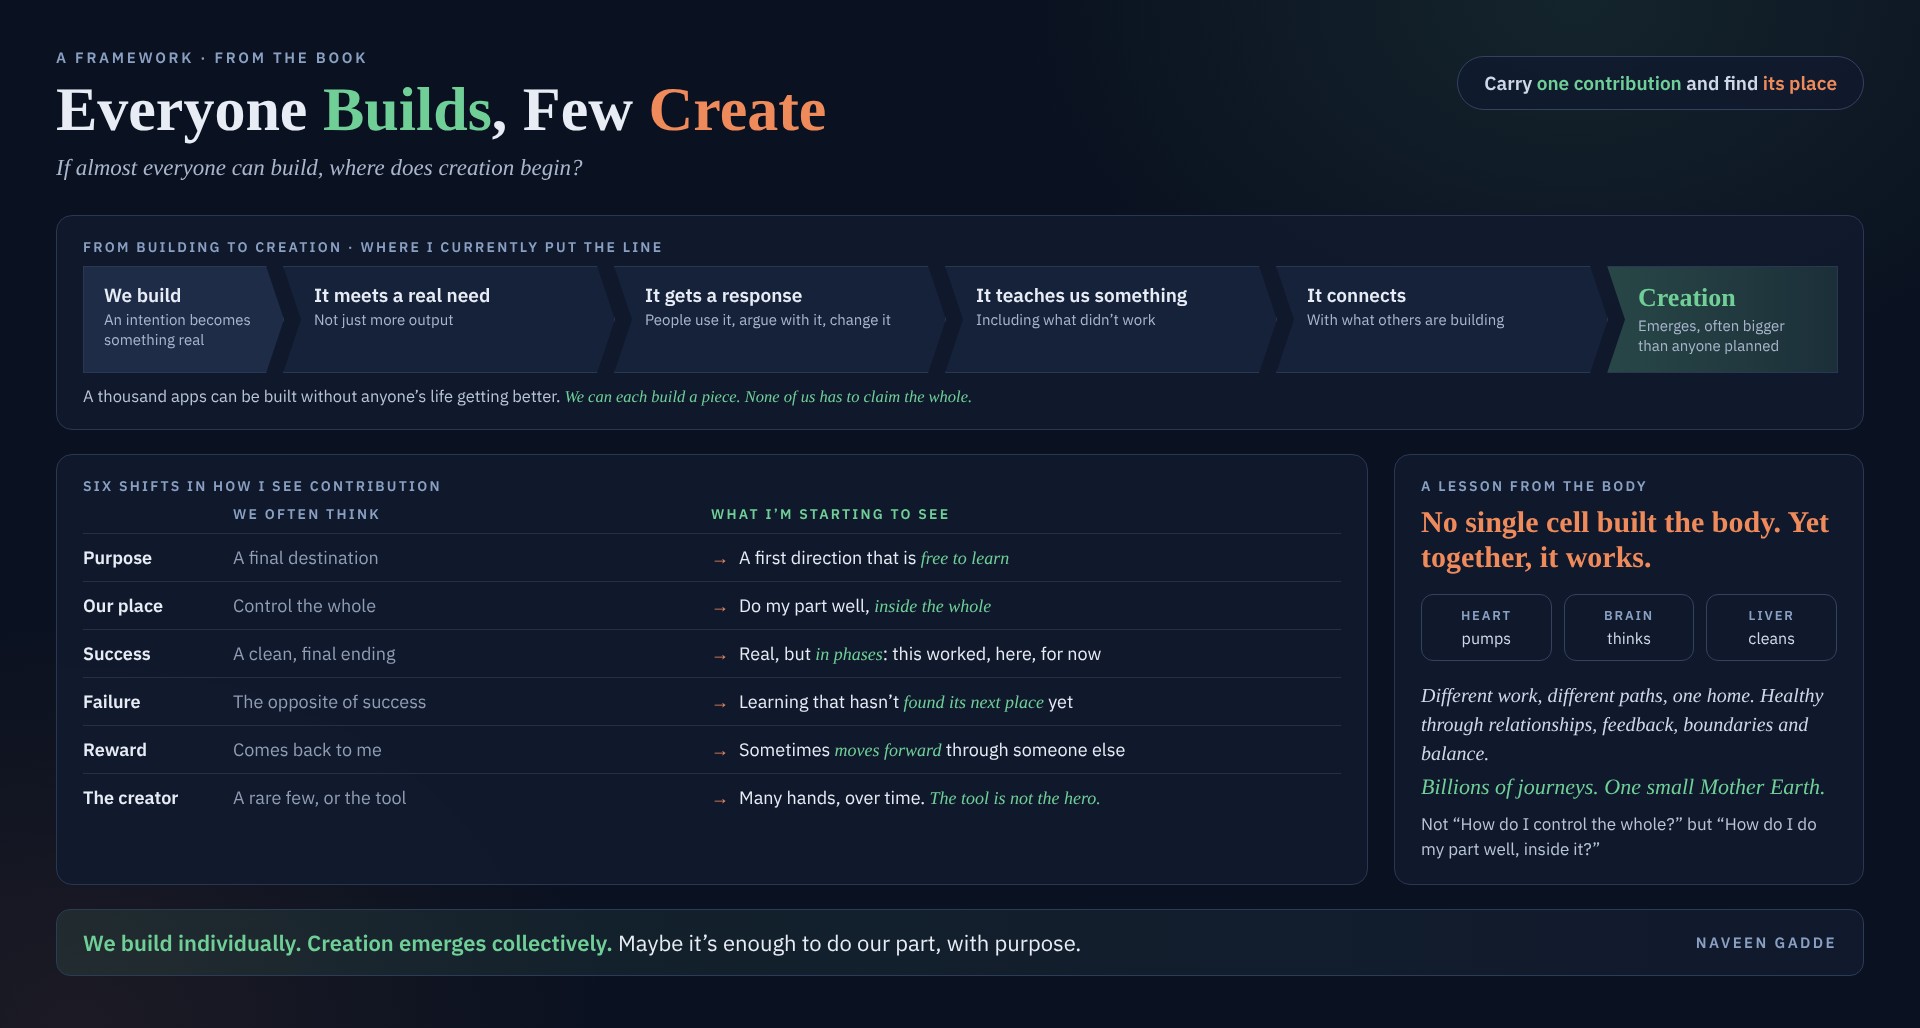 A FRAMEWORK · FROM THE BOOK
Everyone Builds, Few Create
If almost everyone can build, where does creation begin?
Carry one contribution and find its place
FROM BUILDING TO CREATION · WHERE I CURRENTLY PUT THE LINE
We build
An intention becomes
something real
It meets a real need
Not just more output
It gets a response
People use it, argue with it, change it
It teaches us something
Including what didn’t work
It connects
With what others are building
Creation
Emerges, often bigger
than anyone planned
A thousand apps can be built without anyone’s life getting better. We can each build a piece. None of us has to claim the whole.
SIX SHIFTS IN HOW I SEE CONTRIBUTION
WE OFTEN THINK WHAT I’M STARTING TO SEE
Purpose A final destination → A first direction that is free to learn
Our place Control the whole → Do my part well, inside the whole
Success A clean, final ending → Real, but in phases: this worked, here, for now
Failure The opposite of success → Learning that hasn’t found its next place yet
Reward Comes back to me → Sometimes moves forward through someone else
The creator A rare few, or the tool → Many hands, over time. The tool is not the hero.
A LESSON FROM THE BODY
No single cell built the body. Yet
together, it works.
HEART
pumps
BRAIN
thinks
LIVER
cleans
Different work, different paths, one home. Healthy
through relationships, feedback, boundaries and
balance.
Billions of journeys. One small Mother Earth.
Not “How do I control the whole?” but “How do I do
my part well, inside it?”
We build individually. Creation emerges collectively. Maybe it’s enough to do our part, with purpose.
NAVEEN GADDE